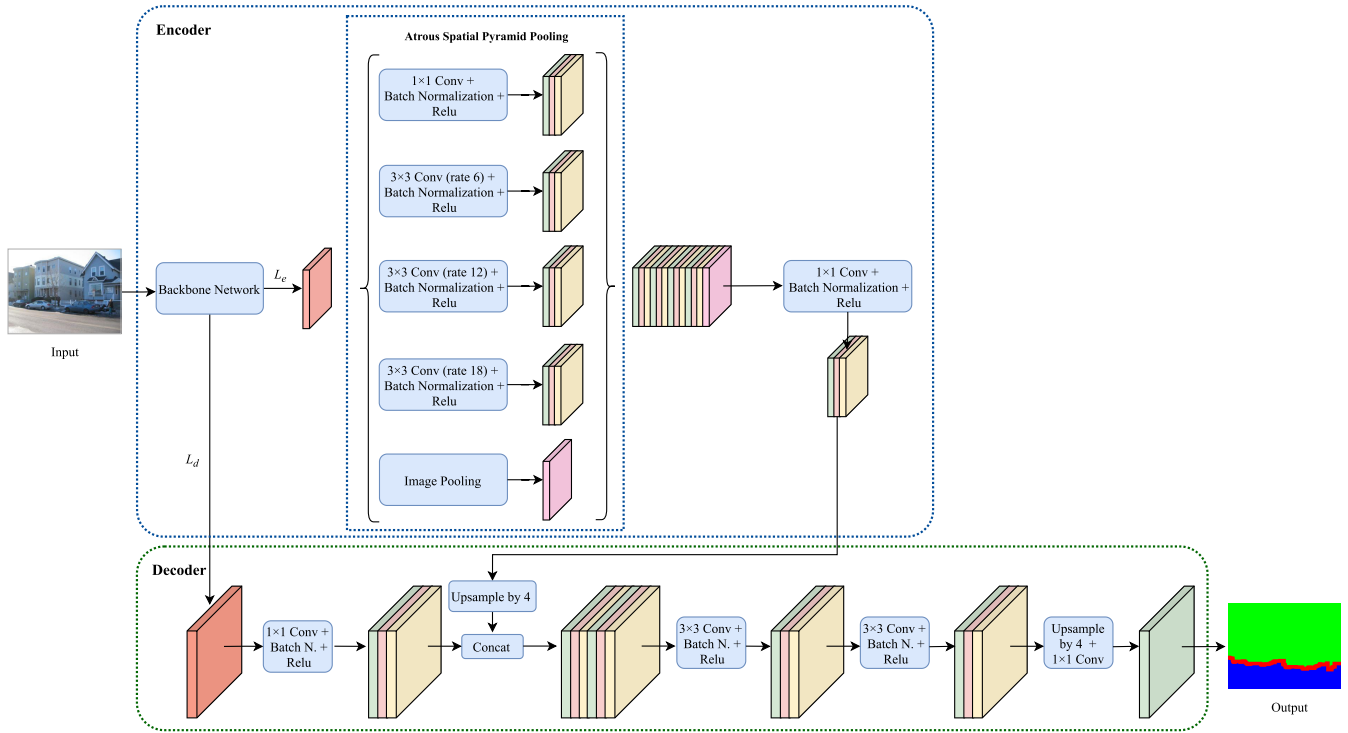 Encoder
Atrous Spatial Pyramid Pooling
1×1 Conv +
Batch Normalization +
Relu
3×3 Conv (rate 6) +
Batch Normalization +
Relu
3×3 Conv (rate 12) +
Batch Normalization +
Relu
3×3 Conv (rate 18) +
Batch Normalization +
Relu
Image Pooling
Input
Backbone Network
L_e
L_d
1×1 Conv +
Batch Normalization +
Relu
Decoder
1×1 Conv +
Batch N. +
Relu
Upsample by 4
Concat
3×3 Conv +
Batch N. +
Relu
3×3 Conv +
Batch N. +
Relu
Upsample
by 4 +
1×1 Conv
Output